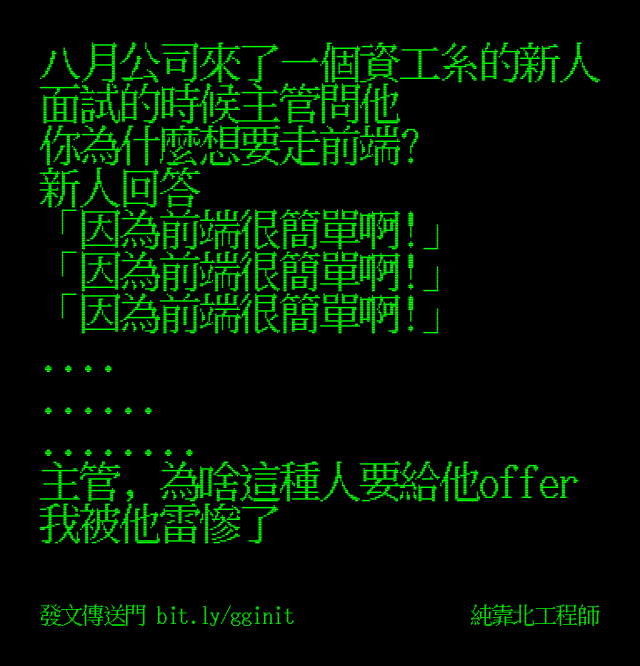 八月公司來了一個資工糸的新人
面試的時候主管問他
你為什麼想要走前端?
新人回答
「因為前端很簡單啊!」
「因為前端很簡單啊!」
「因為前端很簡單啊!」
....
......
........
主管, 為啥這種人要給他offer
我被他雷慘了
發文傳送門 bit.ly/gginit
純靠北工程師